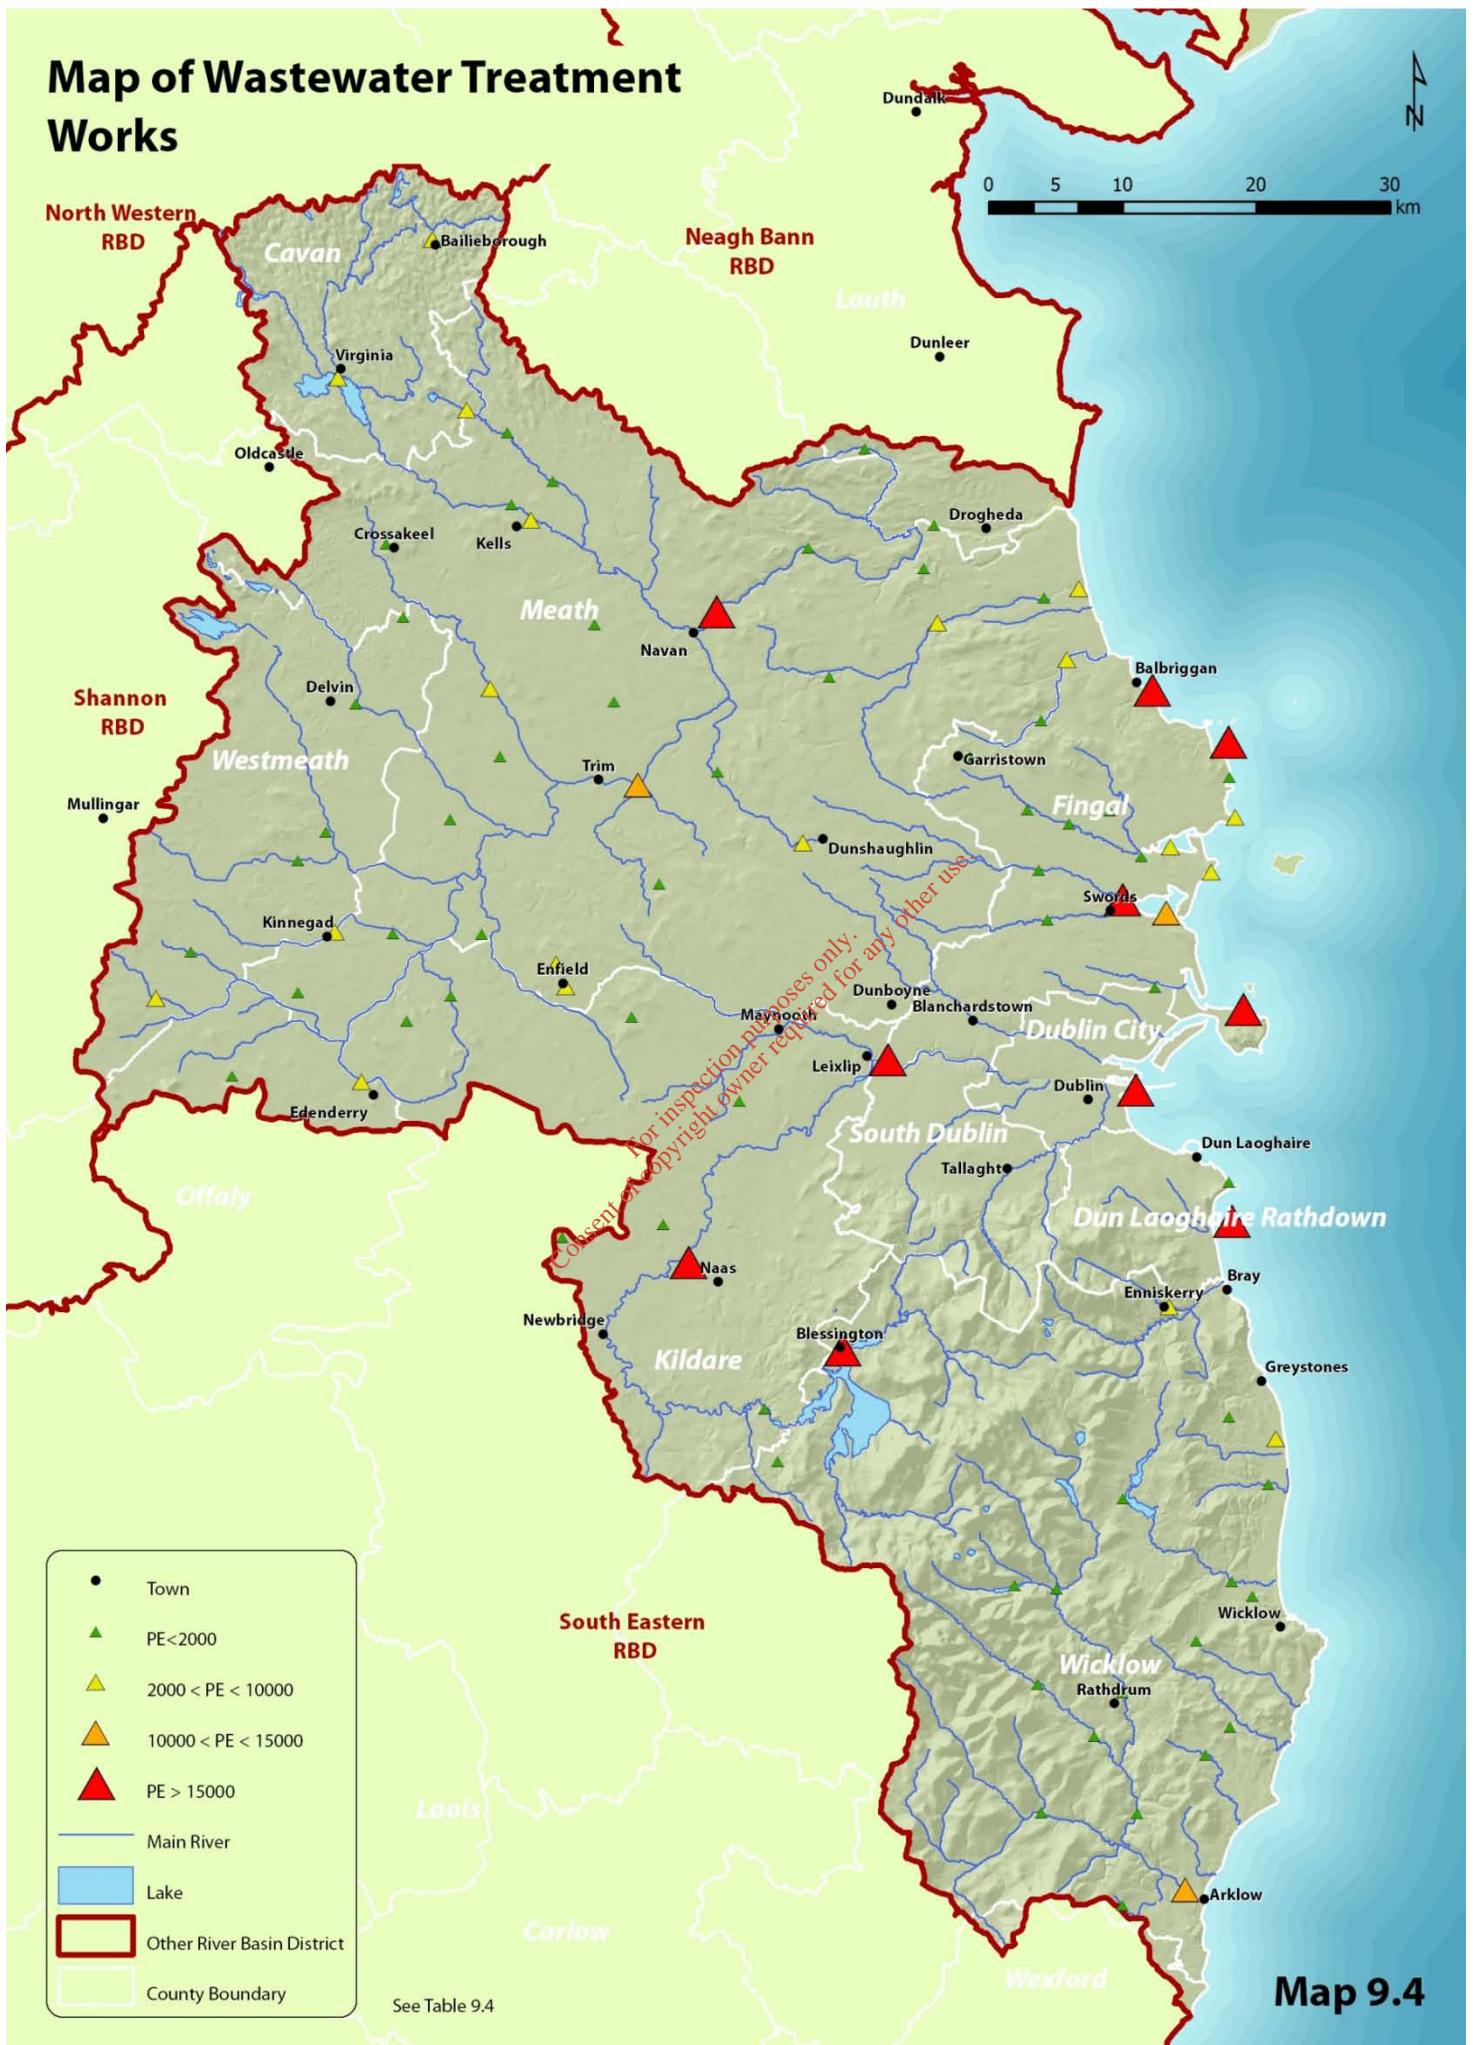 Map of Wastewater Treatment
Works
Dundalk
N
0 5 10 20 30
km
North Western
RBD
Cavan
Bailieborough
Neagh Bann
RBD
Louth
Dunleer
Virginia
Oldcastle
Drogheda
Crossakeel
Kells
Meath
Navan
Balbriggan
Shannon
RBD
Delvin
Westmeath
Trim
Garristown
Fingal
Mullingar
Dunshaughlin
Swords
Kinnegad
Enfield
Dunboyne
Blanchardstown
Maynooth
Dublin City
Leixlip
Dublin
Edenderry
South Dublin
Dun Laoghaire
Tallaght
Offaly
Dun Laoghaire Rathdown
For inspection purposes only.
Consent of copyright owner required for any other use.
Naas
Bray
Enniskerry
Newbridge
Blessington
Kildare
Greystones
South Eastern
RBD
Wicklow
Wicklow
Rathdrum
Laois
Arklow
Carlow
Wexford
Town
PE<2000
2000 < PE < 10000
10000 < PE < 15000
PE > 15000
Main River
Lake
Other River Basin District
County Boundary
See Table 9.4
Map 9.4